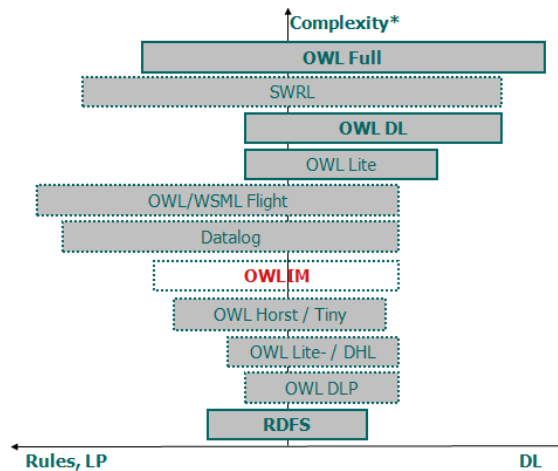 Complexity*
OWL Full
SWRL
OWL DL
OWL Lite
OWL/WSML Flight
Datalog
OWLIM
OWL Horst / Tiny
OWL Lite- / DHL
OWL DLP
RDFS
Rules, LP
DL